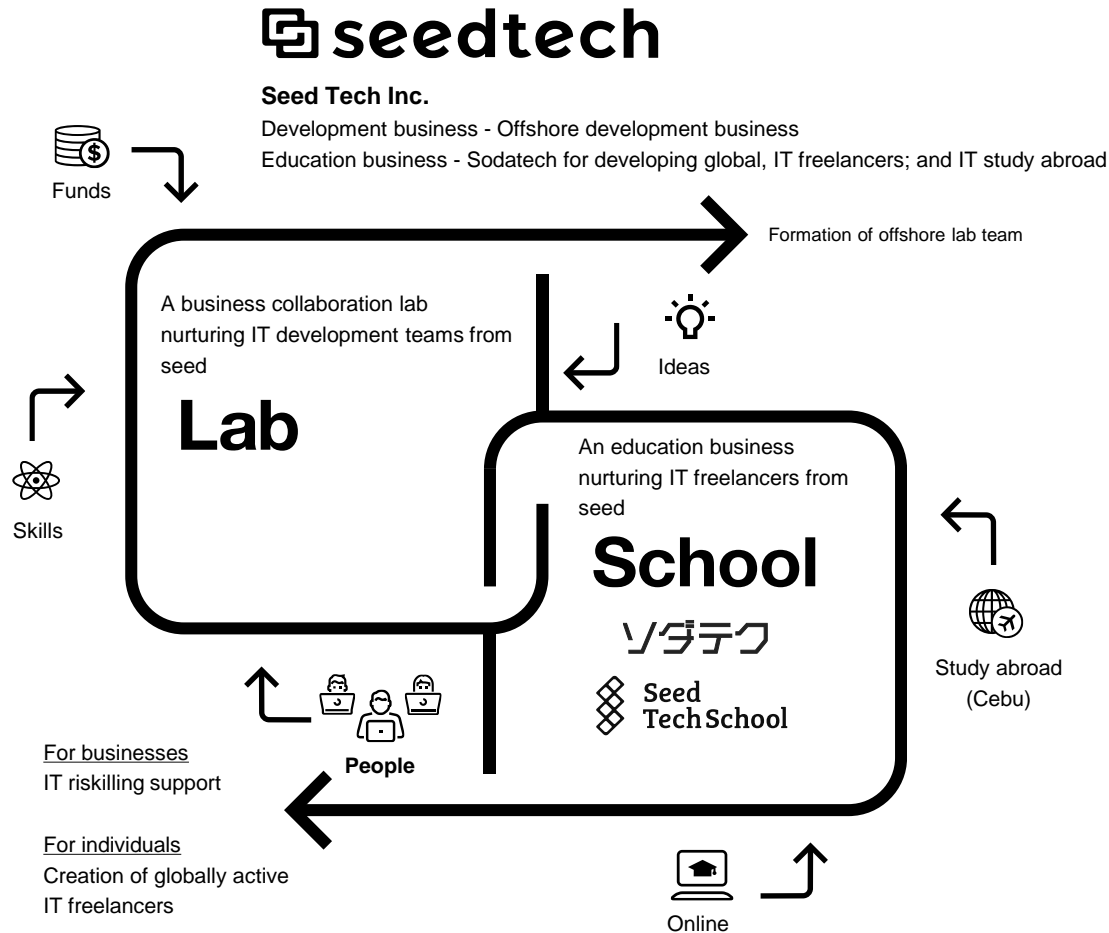 seedtech
Seed Tech Inc.
Development business - Offshore development business
Education business - Sodatech for developing global, IT freelancers; and IT study abroad
Funds
Formation of offshore lab team
A business collaboration lab
nurturing IT development teams from
seed
Lab
Ideas
Skills
An education business
nurturing IT freelancers from
seed
School
ソダテク
Seed
Tech School
Study abroad
(Cebu)
People
For businesses
IT riskilling support
For individuals
Creation of globally active
IT freelancers
Online